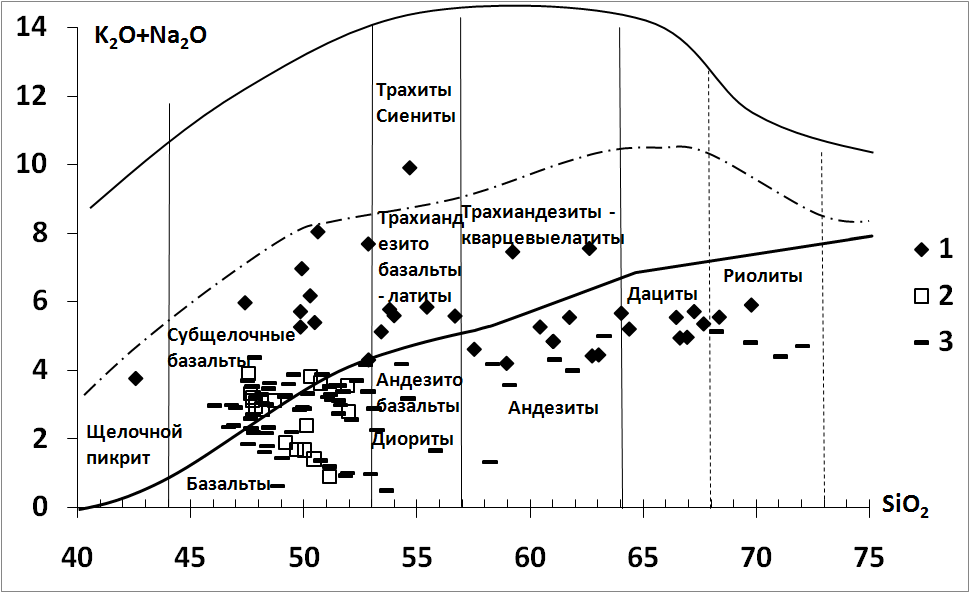 14
K₂O+Na₂O
12
10
8
6
4
2
0
40
45
50
55
60
65
70
75
SiO₂
Трахиты
Сиениты
Трахианд
езито
базальты
- латиты
Трахиандезиты -
кварцевыелатиты
Субщелочные
базальты
Щелочной
пикрит
Базальты
Андезито
базальты
Диориты
Андезиты
Дациты
Риолиты
1
2
3